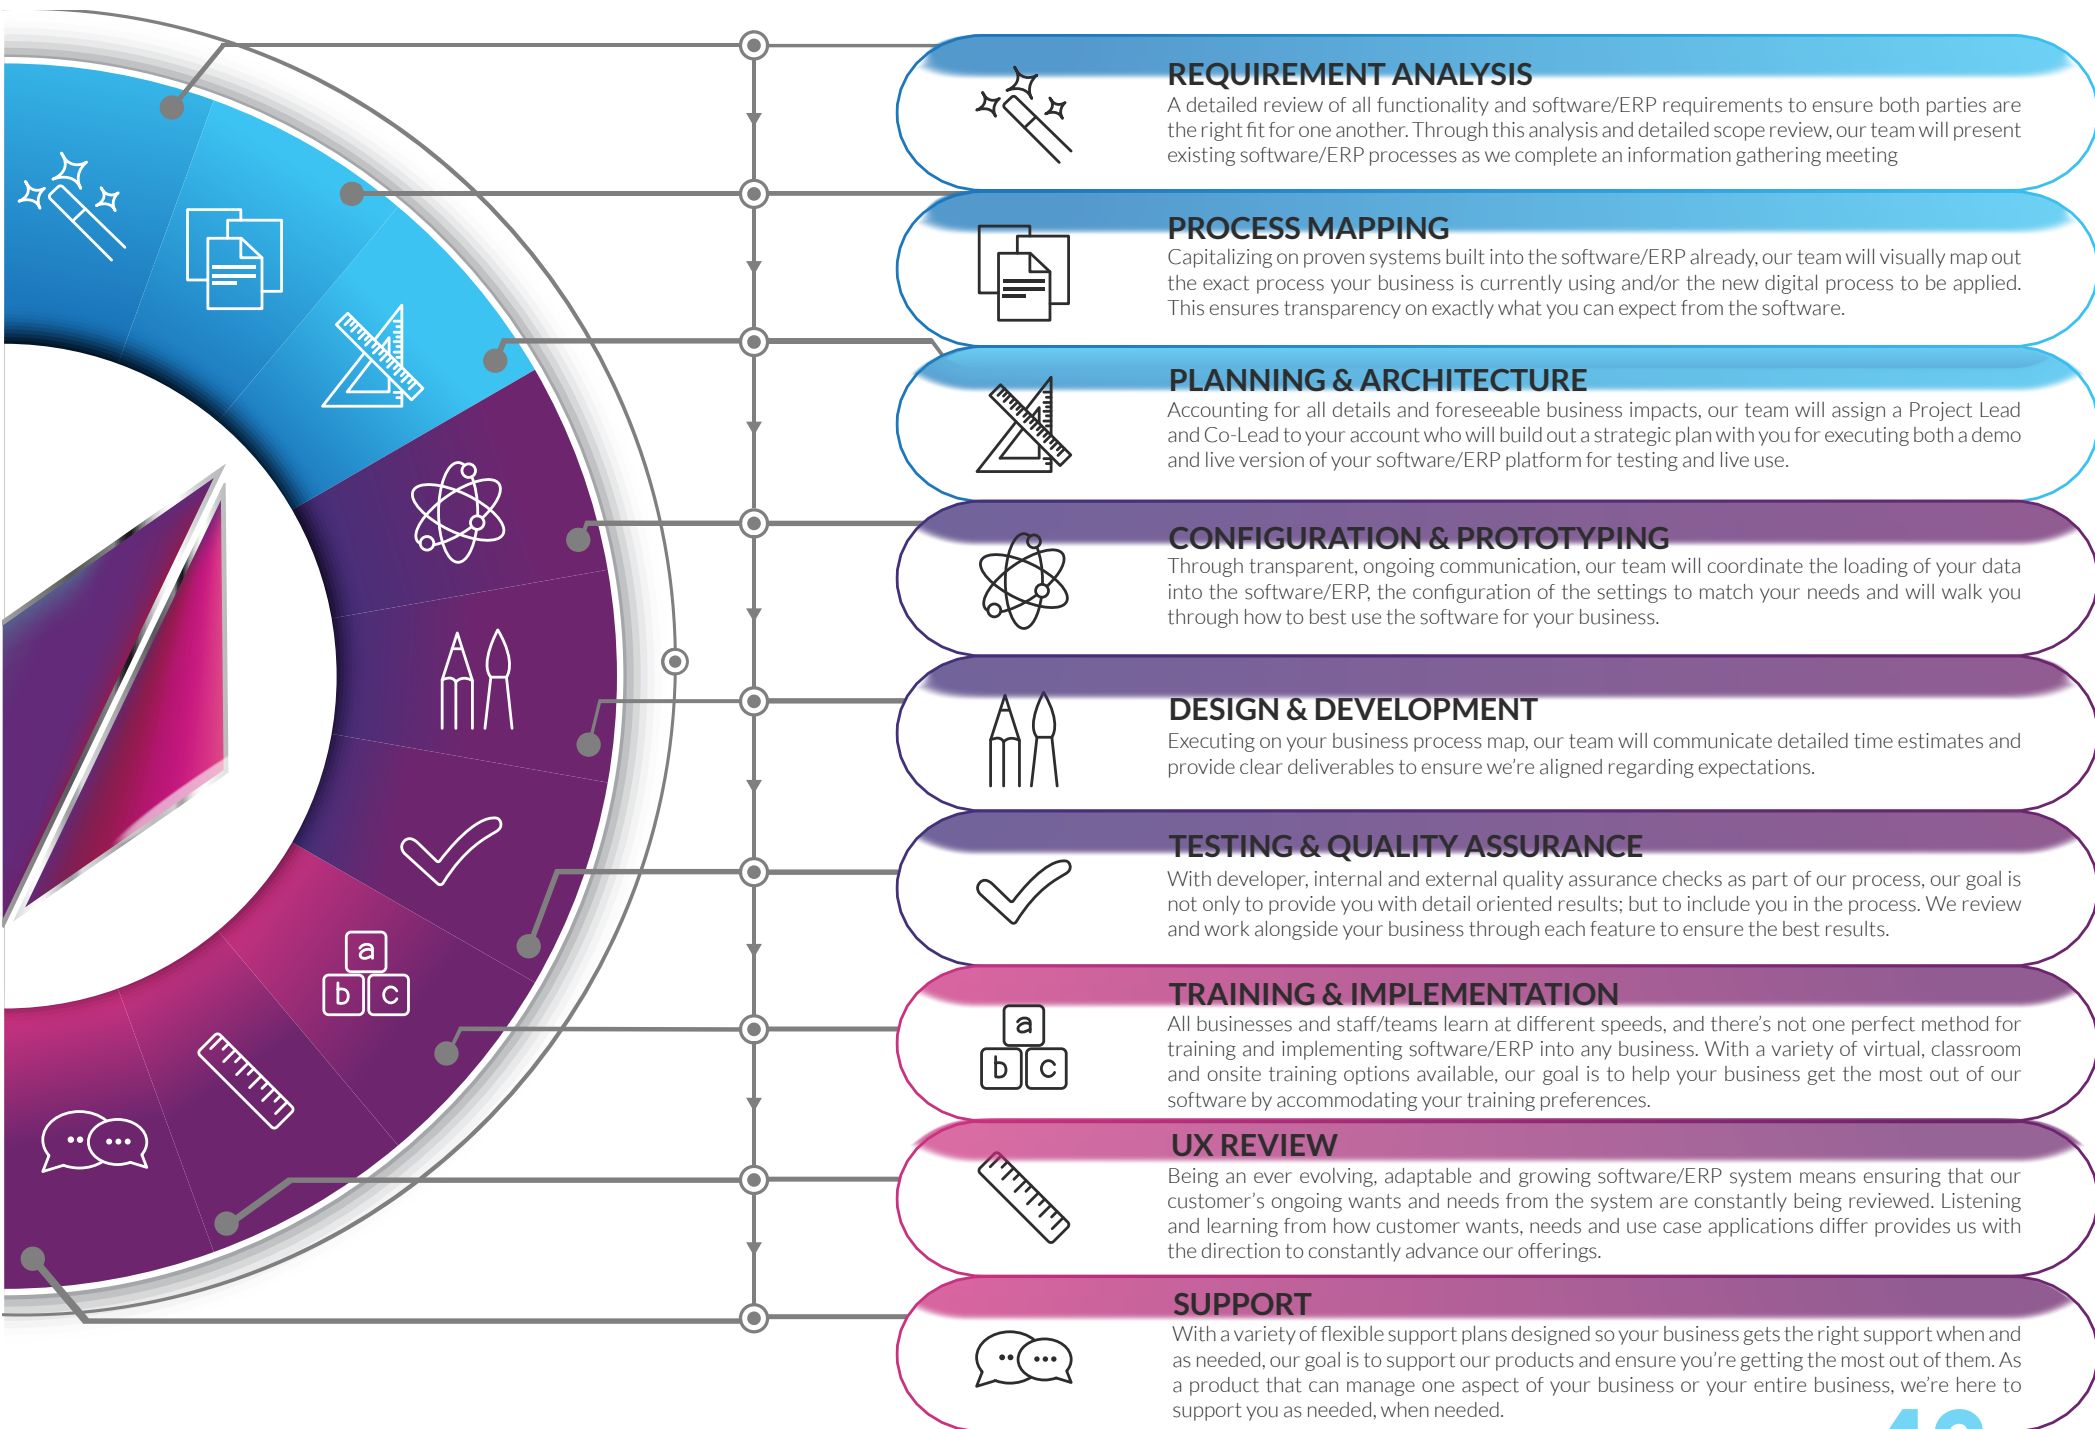 REQUIREMENT ANALYSIS
A detailed review of all functionality and software/ERP requirements to ensure both parties are
the right fit for one another. Through this analysis and detailed scope review, our team will present
existing software/ERP processes as we complete an information gathering meeting
PROCESS MAPPING
Capitalizing on proven systems built into the software/ERP already, our team will visually map out
the exact process your business is currently using and/or the new digital process to be applied.
This ensures transparency on exactly what you can expect from the software.
PLANNING & ARCHITECTURE
Accounting for all details and foreseeable business impacts, our team will assign a Project Lead
and Co-Lead to your account who will build out a strategic plan with you for executing both a demo
and live version of your software/ERP platform for testing and live use.
CONFIGURATION & PROTOTYPING
Through transparent, ongoing communication, our team will coordinate the loading of your data
into the software/ERP, the configuration of the settings to match your needs and will walk you
through how to best use the software for your business.
DESIGN & DEVELOPMENT
Executing on your business process map, our team will communicate detailed time estimates and
provide clear deliverables to ensure we're aligned regarding expectations.
TESTING & QUALITY ASSURANCE
With developer, internal and external quality assurance checks as part of our process, our goal is
not only to provide you with detail oriented results; but to include you in the process. We review
and work alongside your business through each feature to ensure the best results.
a
b c
TRAINING & IMPLEMENTATION
a
b c
All businesses and staff/teams learn at different speeds, and there's not one perfect method for
training and implementing software/ERP into any business. With a variety of virtual, classroom
and onsite training options available, our goal is to help your business get the most out of our
software by accommodating your training preferences.
UX REVIEW
Being an ever evolving, adaptable and growing software/ERP system means ensuring that our
customer's ongoing wants and needs from the system are constantly being reviewed. Listening
and learning from how customer wants, needs and use case applications differ provides us with
the direction to constantly advance our offerings.
SUPPORT
With a variety of flexible support plans designed so your business gets the right support when and
as needed, our goal is to support our products and ensure you're getting the most out of them. As
a product that can manage one aspect of your business or your entire business, we're here to
support you as needed, when needed.